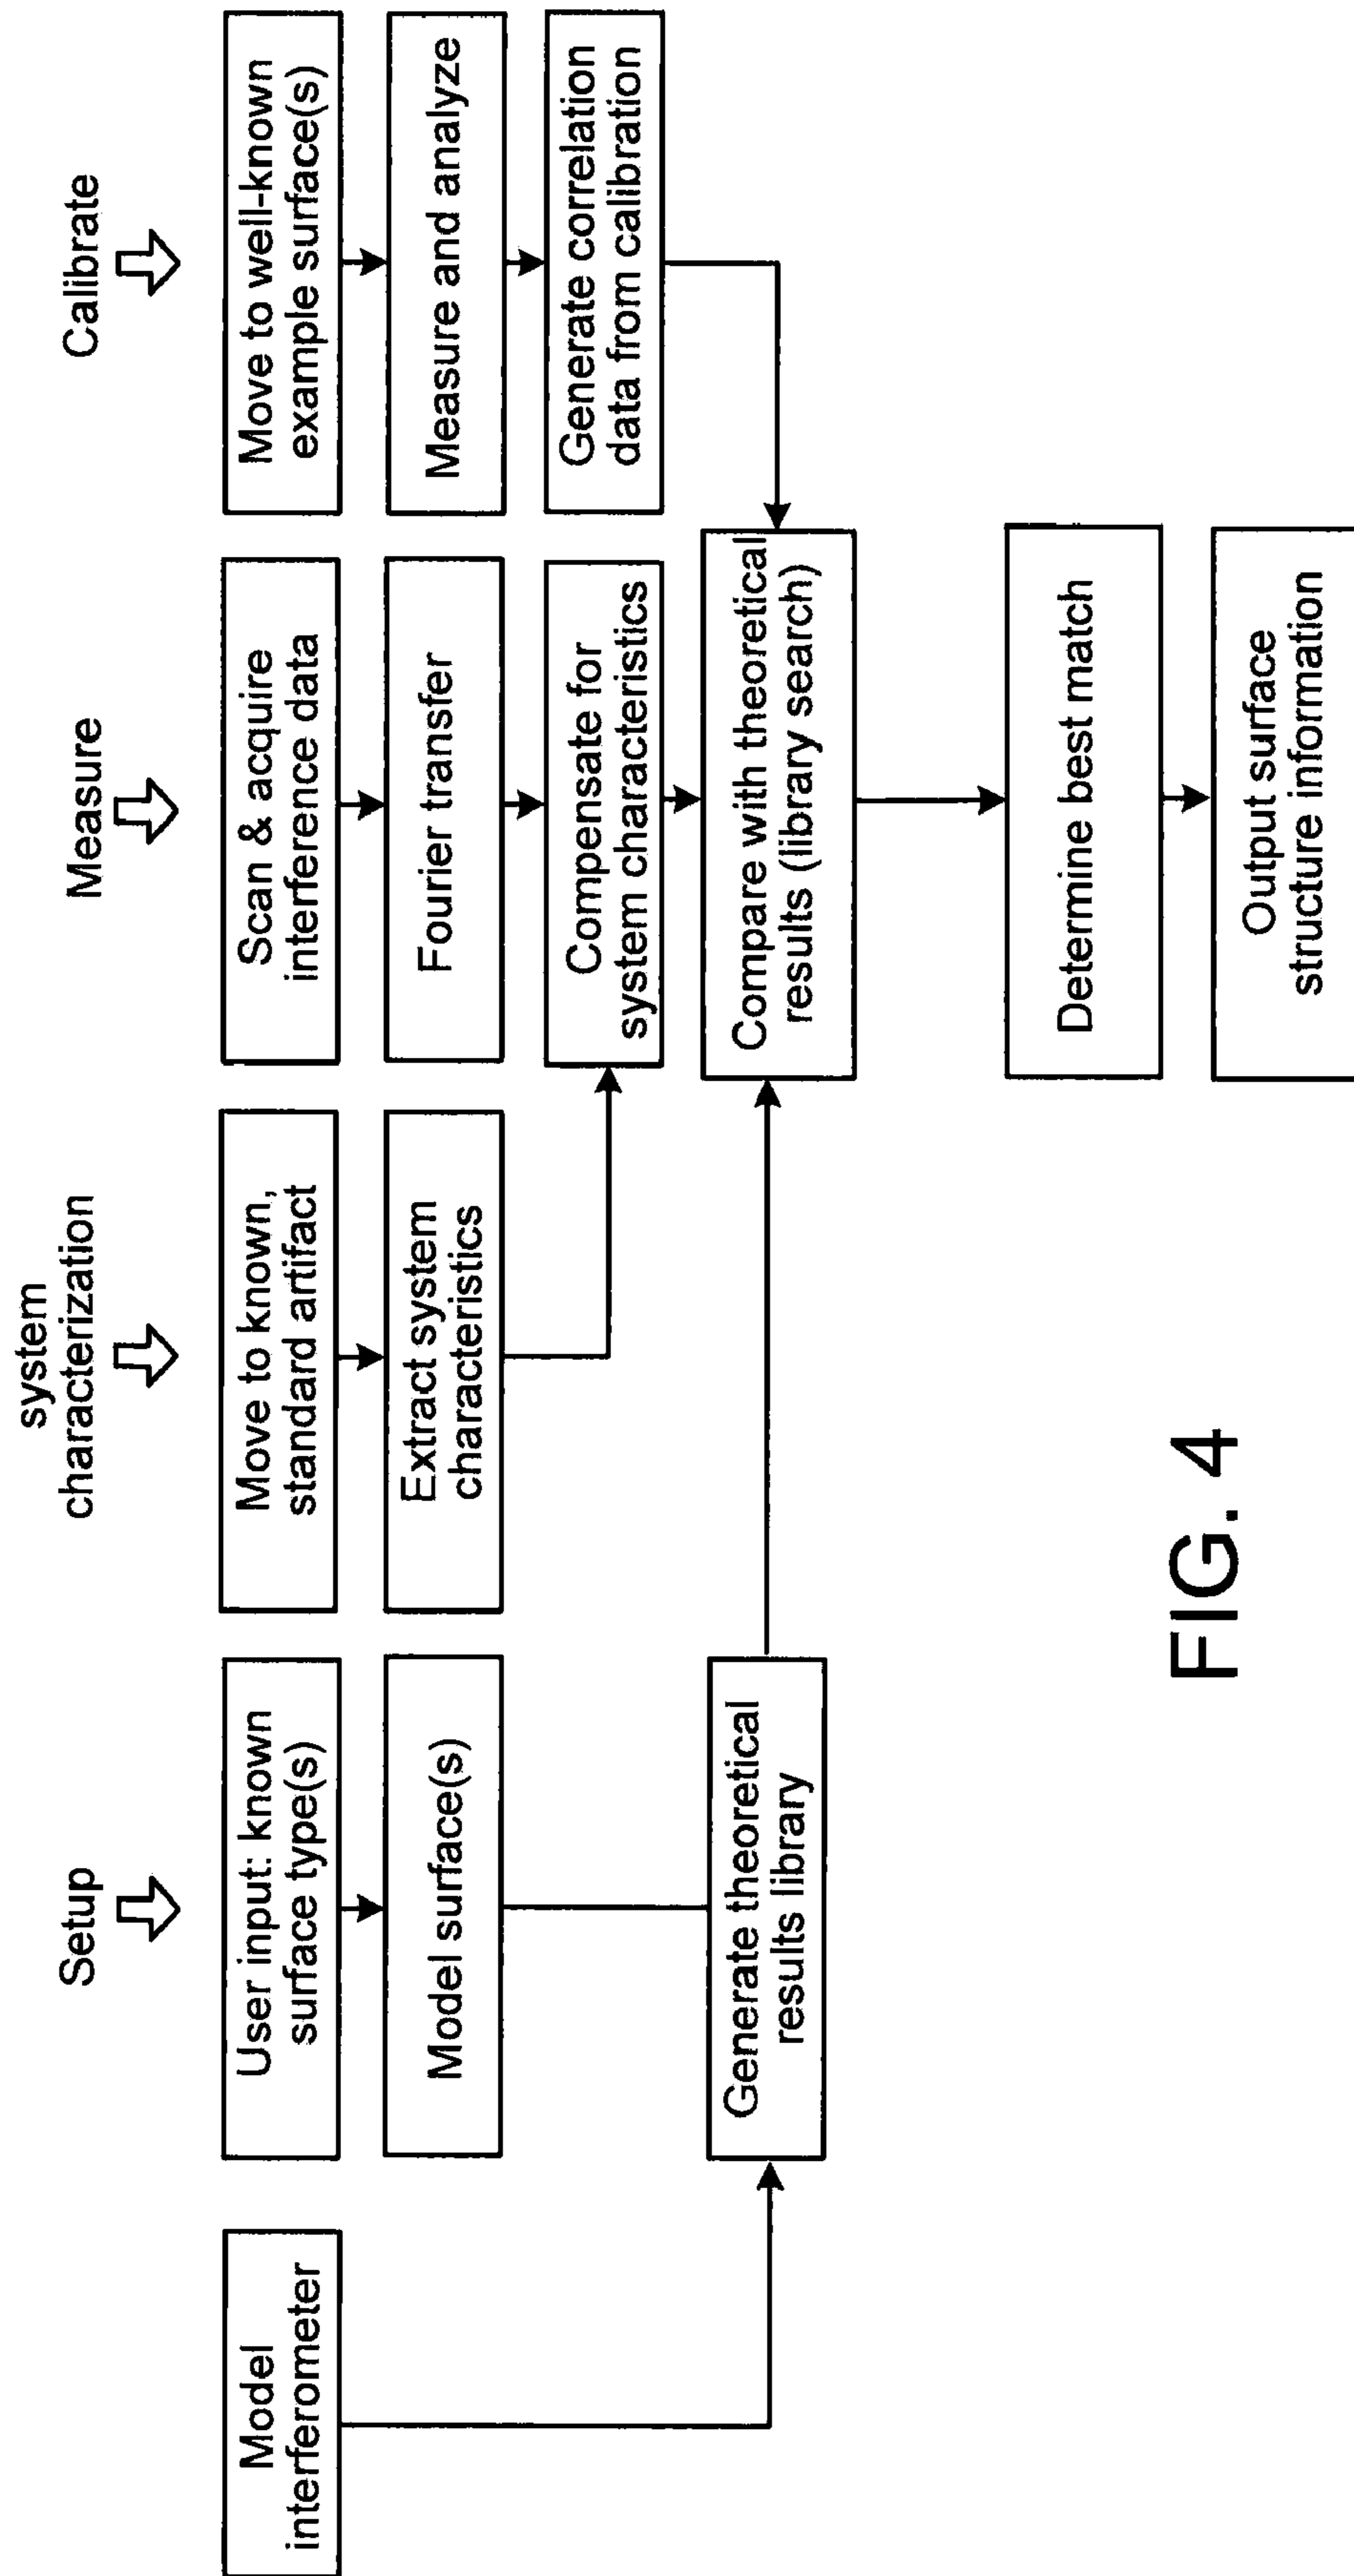 Setup
system
characterization
Measure
Calibrate
Model
interferometer
User input: known
surface type(s)
Move to known,
standard artifact
Scan & acquire
interference data
Move to well-known
example surface(s)
Model surface(s)
Extract system
characteristics
Fourier transfer
Measure and analyze
Compensate for
system characteristics
Generate correlation
data from calibration
Generate theoretical
results library
Compare with theoretical
results (library search)
Determine best match
Output surface
structure information
FIG. 4